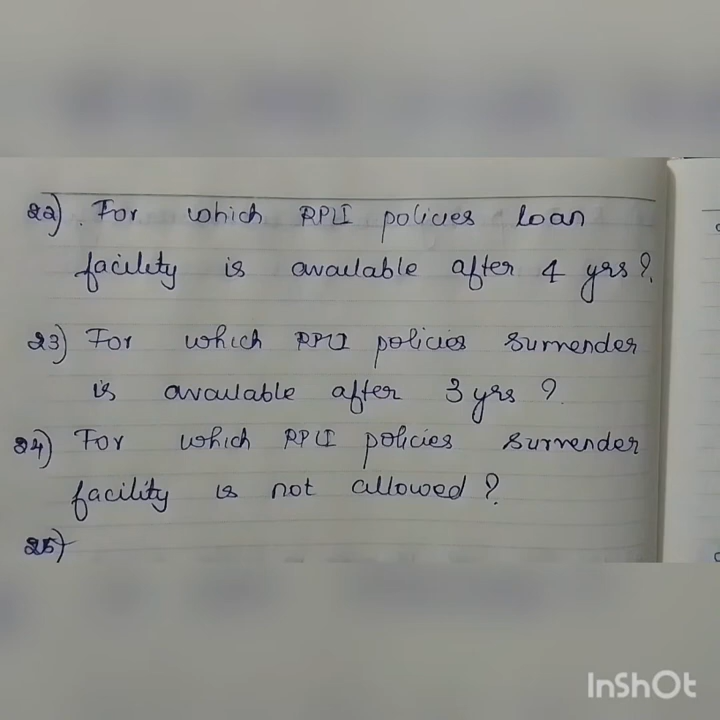 22). For which RPLI policies loan
facility is available after 4 yrs?
23) For which RPLI policies surrender
is available after 3 yrs ?
24) For which RPLI policies surrender
facility is not allowed ?
25)
InShOt